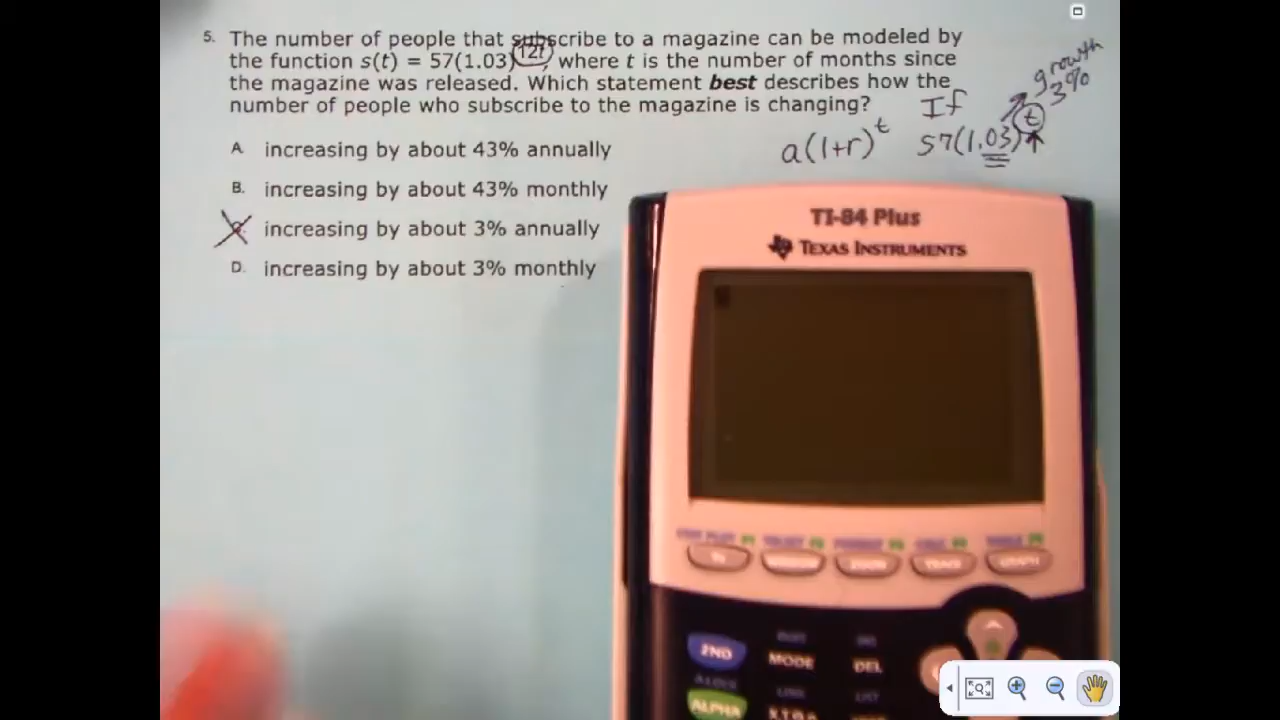 5. The number of people that subscribe to a magazine can be modeled by
the function s(t) = 57(1.03)^12t, where t is the number of months since
the magazine was released. Which statement best describes how the
number of people who subscribe to the magazine is changing?
growth
3%
If
a(1+r)^t
57(1.03)^t
A. increasing by about 43% annually
B. increasing by about 43% monthly
increasing by about 3% annually
D. increasing by about 3% monthly
TI-84 Plus
TEXAS INSTRUMENTS
2ND
MODE
DEL
ALPHA